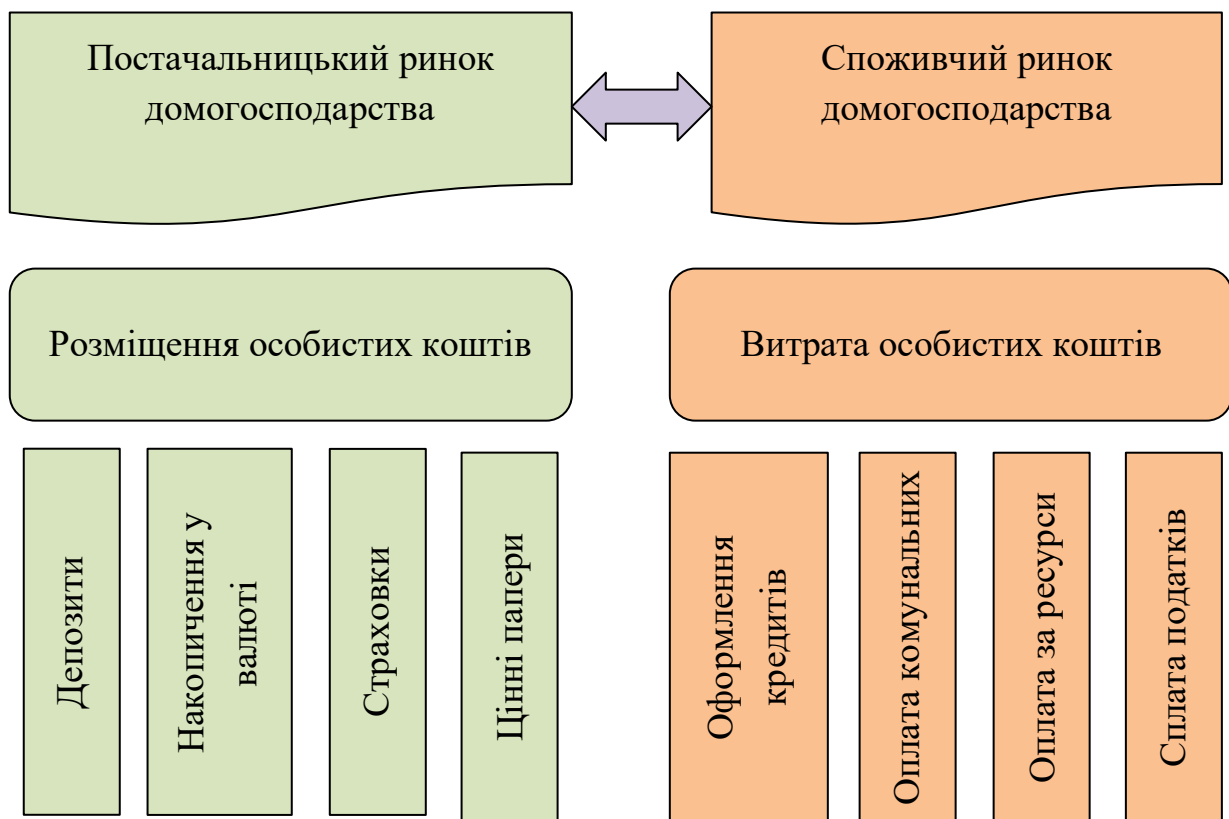 Постачальницький ринок
домогосподарства
Споживчий ринок
домогосподарства
Розміщення особистих коштів
Витрата особистих коштів
Депозити
Накопичення у
валюті
Страховки
Цінні папери
Оформлення
кредитів
Оплата комунальних
Оплата за ресурси
Сплата податків